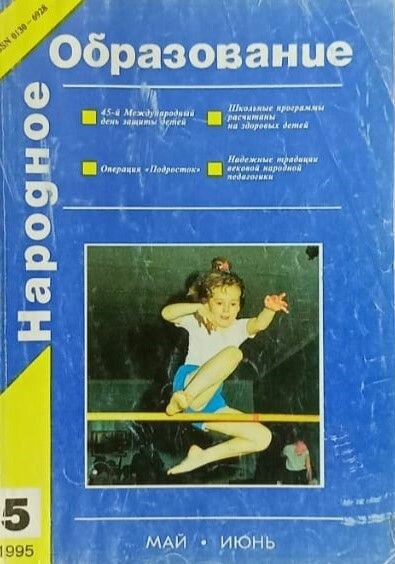 ISSN 0130-6928
Народное
Образование
45-й Международный
день защиты детей
Школьные программы
расчитаны
на здоровых детей
Операция «Подросток»
Надежные традиции
вековой народной
педагогики
5
1995
МАЙ • ИЮНЬ